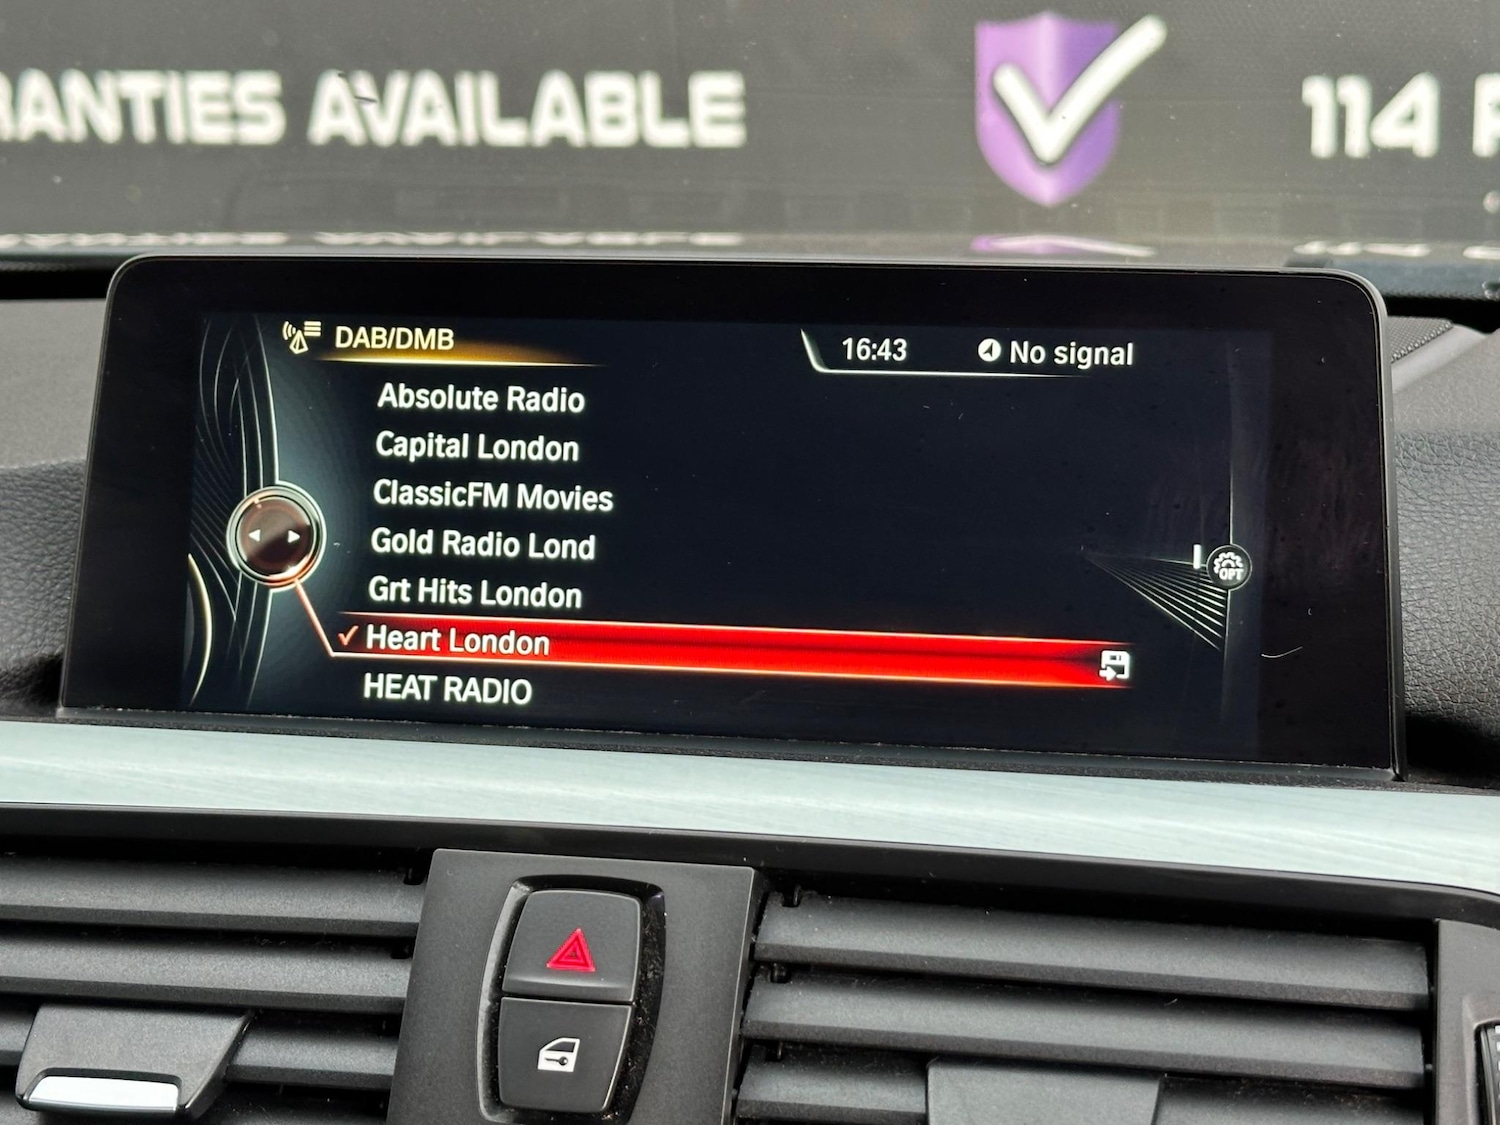 RANTIES AVAILABLE
114
DAB/DMB
16:43
No signal
Absolute Radio
Capital London
ClassicFM Movies
Gold Radio Lond
Grt Hits London
Heart London
HEAT RADIO
OPT